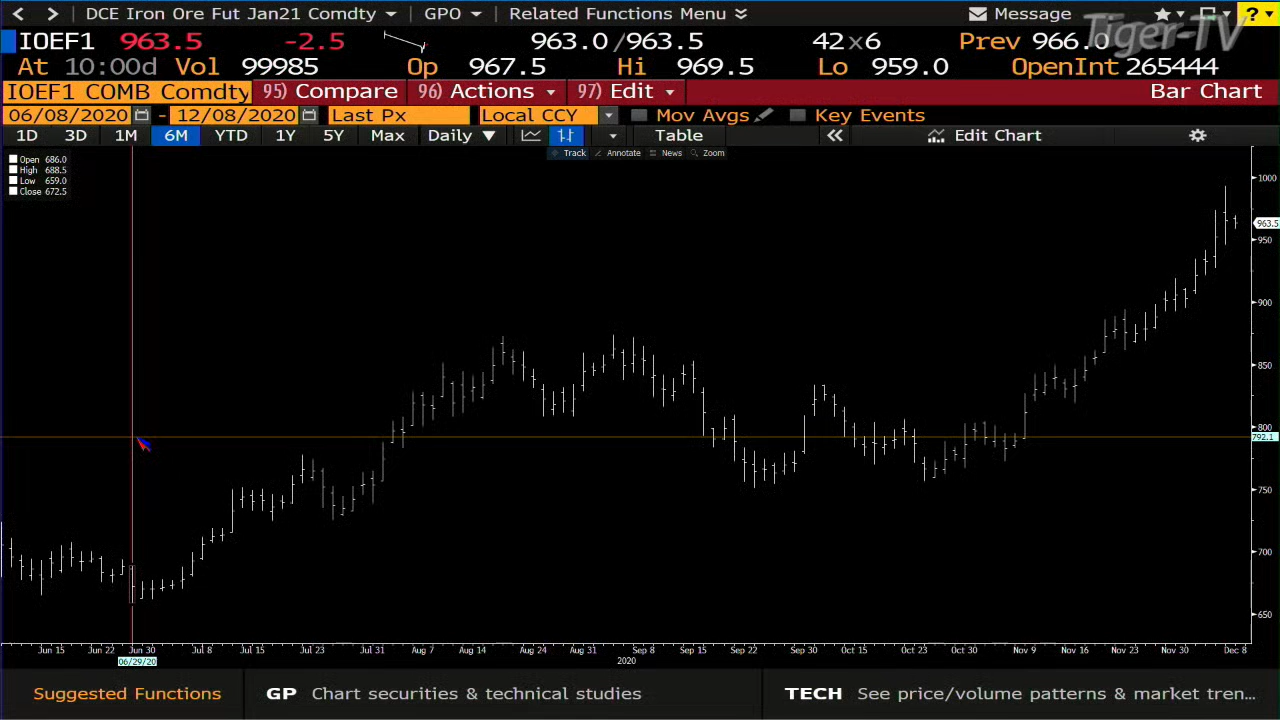 DCE Iron Ore Fut Jan21 Comdty GPO Related Functions Menu Message ?
Tiger-TV
IOEF1 963.5 -2.5 963.0 /963.5 42×6 Prev 966.0
At 10:00d Vol 99985 Op 967.5 Hi 969.5 Lo 959.0 OpenInt 265444
IOEF1 COMB Comdty 95) Compare 96) Actions 97) Edit Bar Chart
06/08/2020 - 12/08/2020 Last Px Local CCY Mov Avgs Key Events
1D 3D 1M 6M YTD 1Y 5Y Max Daily ▼ Table « Edit Chart
Track Annotate News Zoom
Open 686.0
High 688.5
Low 659.0
Close 672.5
1000
963.5
950
900
850
800
792.1
750
700
650
Jun 15 Jun 22 Jun 30 Jul 8 Jul 15 Jul 23 Jul 31 Aug 7 Aug 14 Aug 24 Aug 31 Sep 8 Sep 15 Sep 22 Sep 30 Oct 15 Oct 23 Oct 30 Nov 9 Nov 16 Nov 23 Nov 30 Dec 8
06/29/20 2020
Suggested Functions GP Chart securities & technical studies TECH See price/volume patterns & market tren...